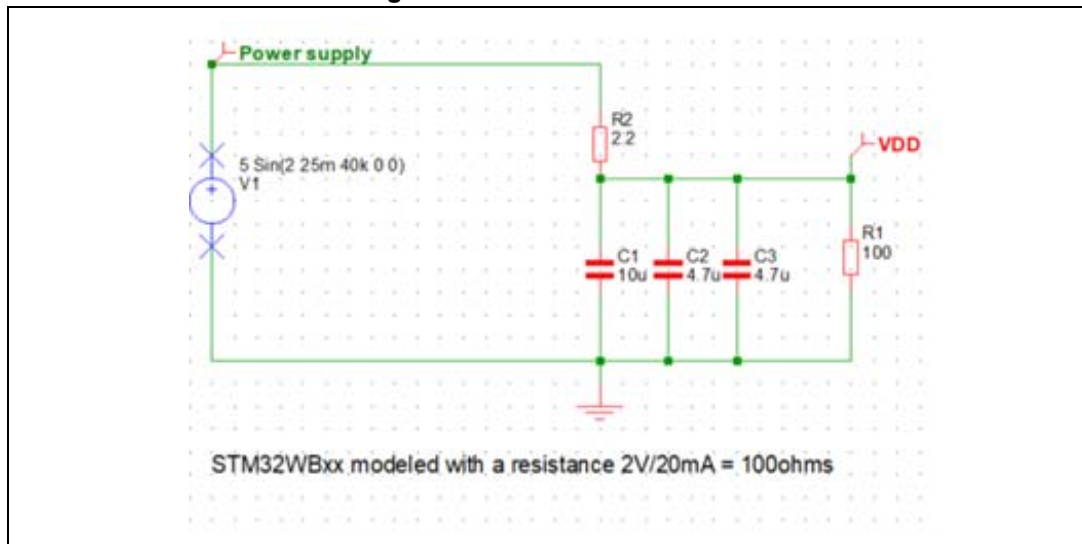 Power supply
R2
2.2
VDD
5 Sin(2 25m 40k 0 0)
V1
R1
100
C1
10u
C2
4.7u
C3
4.7u
STM32WBxx modeled with a resistance 2V/20mA = 100ohms